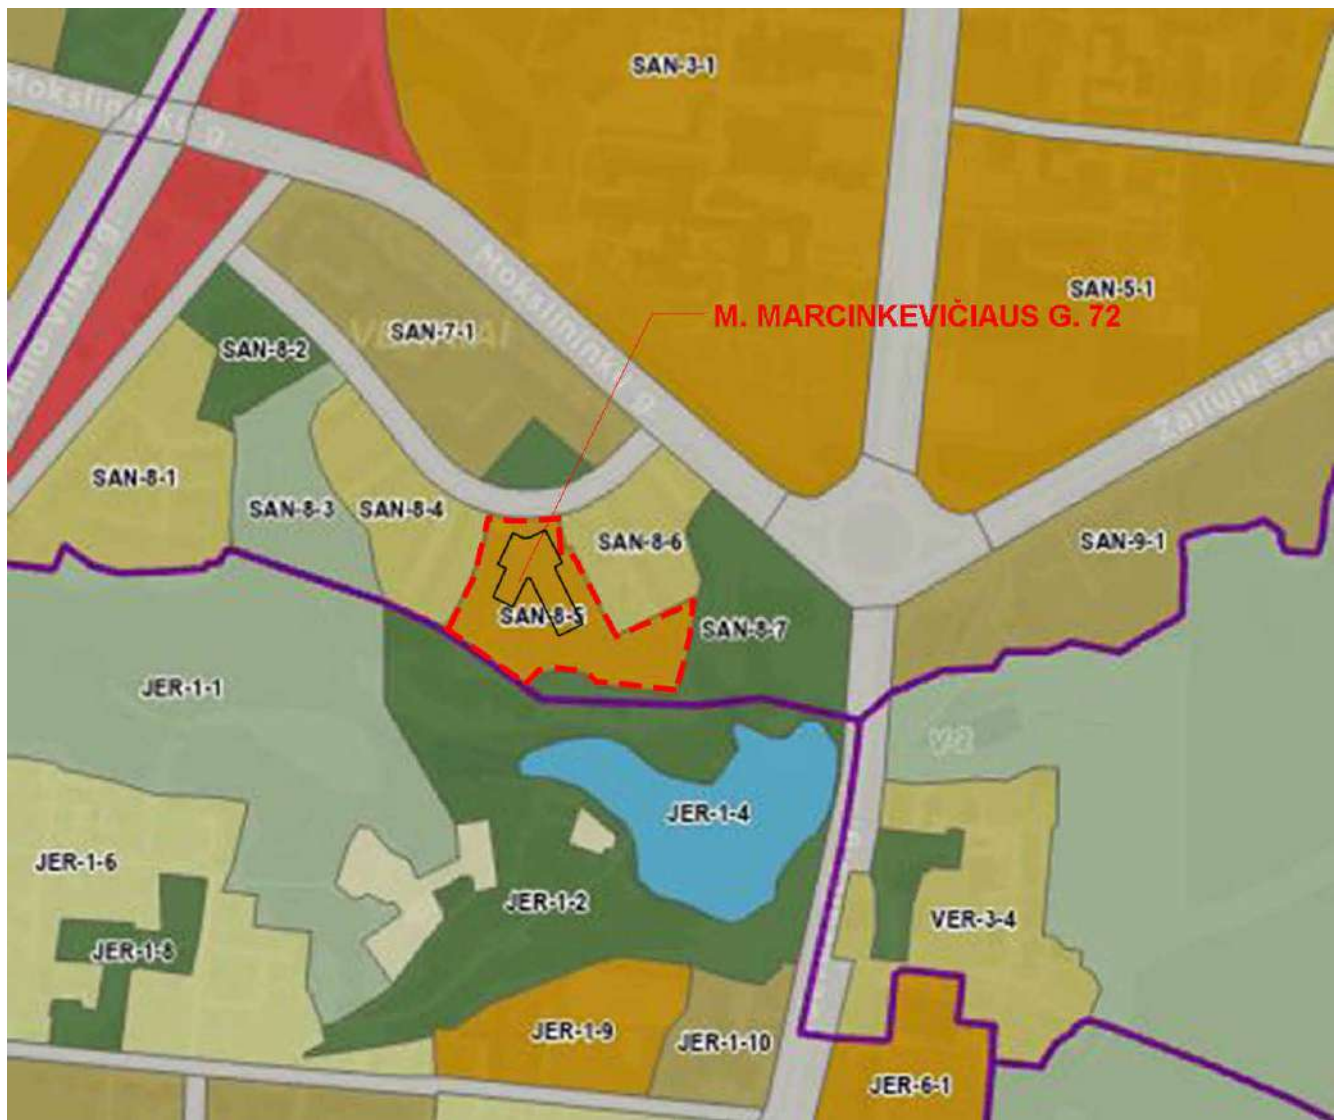 SAN-3-1
Mokslininkų g.
SAN-5-1
M. MARCINKEVIČIAUS G. 72
SAN-7-1
SAN-8-2
Mokslininkų g.
Žaliųjų Ežerų
SAN-8-1
SAN-8-3
SAN-8-4
SAN-8-6
SAN-9-1
SAN-8-5
SAN-8-7
JER-1-1
V-2
JER-1-4
JER-1-6
JER-1-2
VER-3-4
JER-1-8
JER-1-9
JER-1-10
JER-6-1